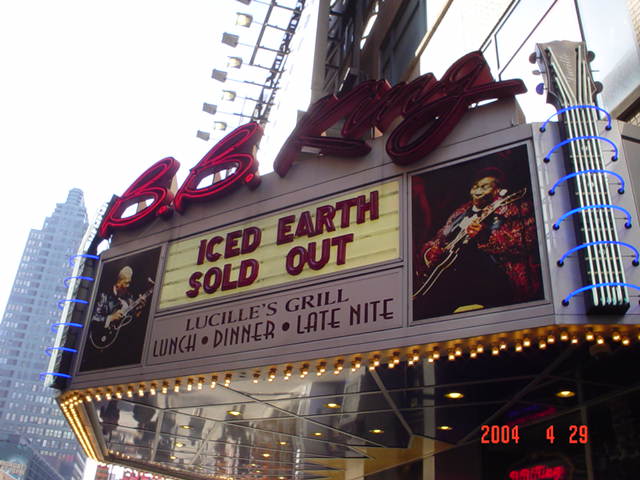 B.B. King
ICED EARTH
SOLD OUT
LUCILLE'S GRILL
LUNCH • DINNER • LATE NITE
2004 4 29